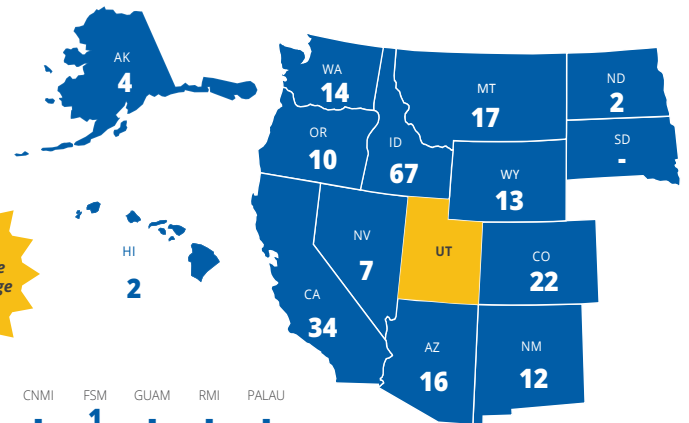 AK
4
WA
14
MT
17
ND
2
OR
10
ID
67
SD
-
WY
13
HI
2
NV
7
UT
CO
22
CA
34
AZ
16
NM
12
CNMI FSM GUAM RMI PALAU
- 1 - - -